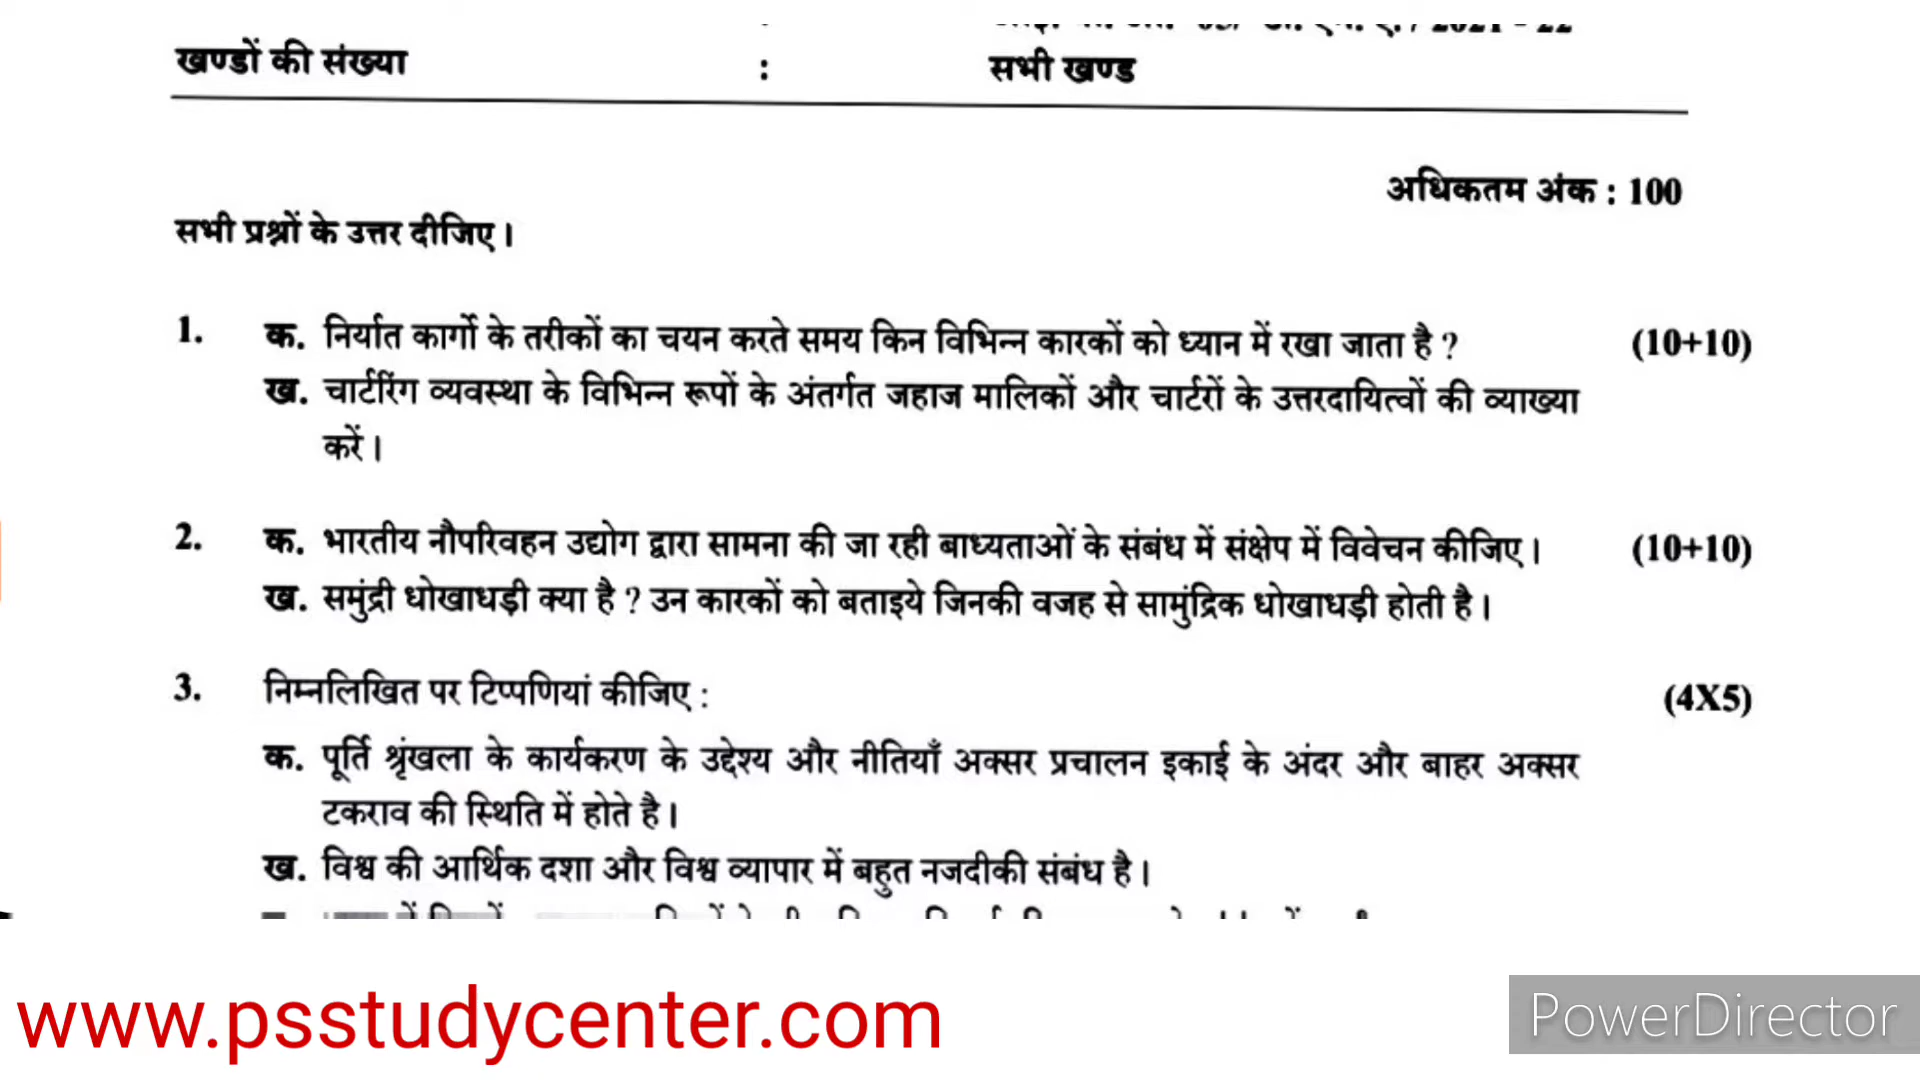 2021 - 22
खण्डों की संख्या : सभी खण्ड
अधिकतम अंक : 100
सभी प्रश्नों के उत्तर दीजिए।
1. क. निर्यात कार्गो के तरीकों का चयन करते समय किन विभिन्न कारकों को ध्यान में रखा जाता है ? (10+10)
ख. चार्टरिंग व्यवस्था के विभिन्न रूपों के अंतर्गत जहाज मालिकों और चार्टरों के उत्तरदायित्वों की व्याख्या
करें।
2. क. भारतीय नौपरिवहन उद्योग द्वारा सामना की जा रही बाध्यताओं के संबंध में संक्षेप में विवेचन कीजिए। (10+10)
ख. समुंद्री धोखाधड़ी क्या है ? उन कारकों को बताइये जिनकी वजह से सामुंद्रिक धोखाधड़ी होती है।
3. निम्नलिखित पर टिप्पणियां कीजिए : (4X5)
क. पूर्ति श्रृंखला के कार्यकरण के उद्देश्य और नीतियाँ अक्सर प्रचालन इकाई के अंदर और बाहर अक्सर
टकराव की स्थिति में होते है।
ख. विश्व की आर्थिक दशा और विश्व व्यापार में बहुत नजदीकी संबंध है।
www.psstudycenter.com
PowerDirector